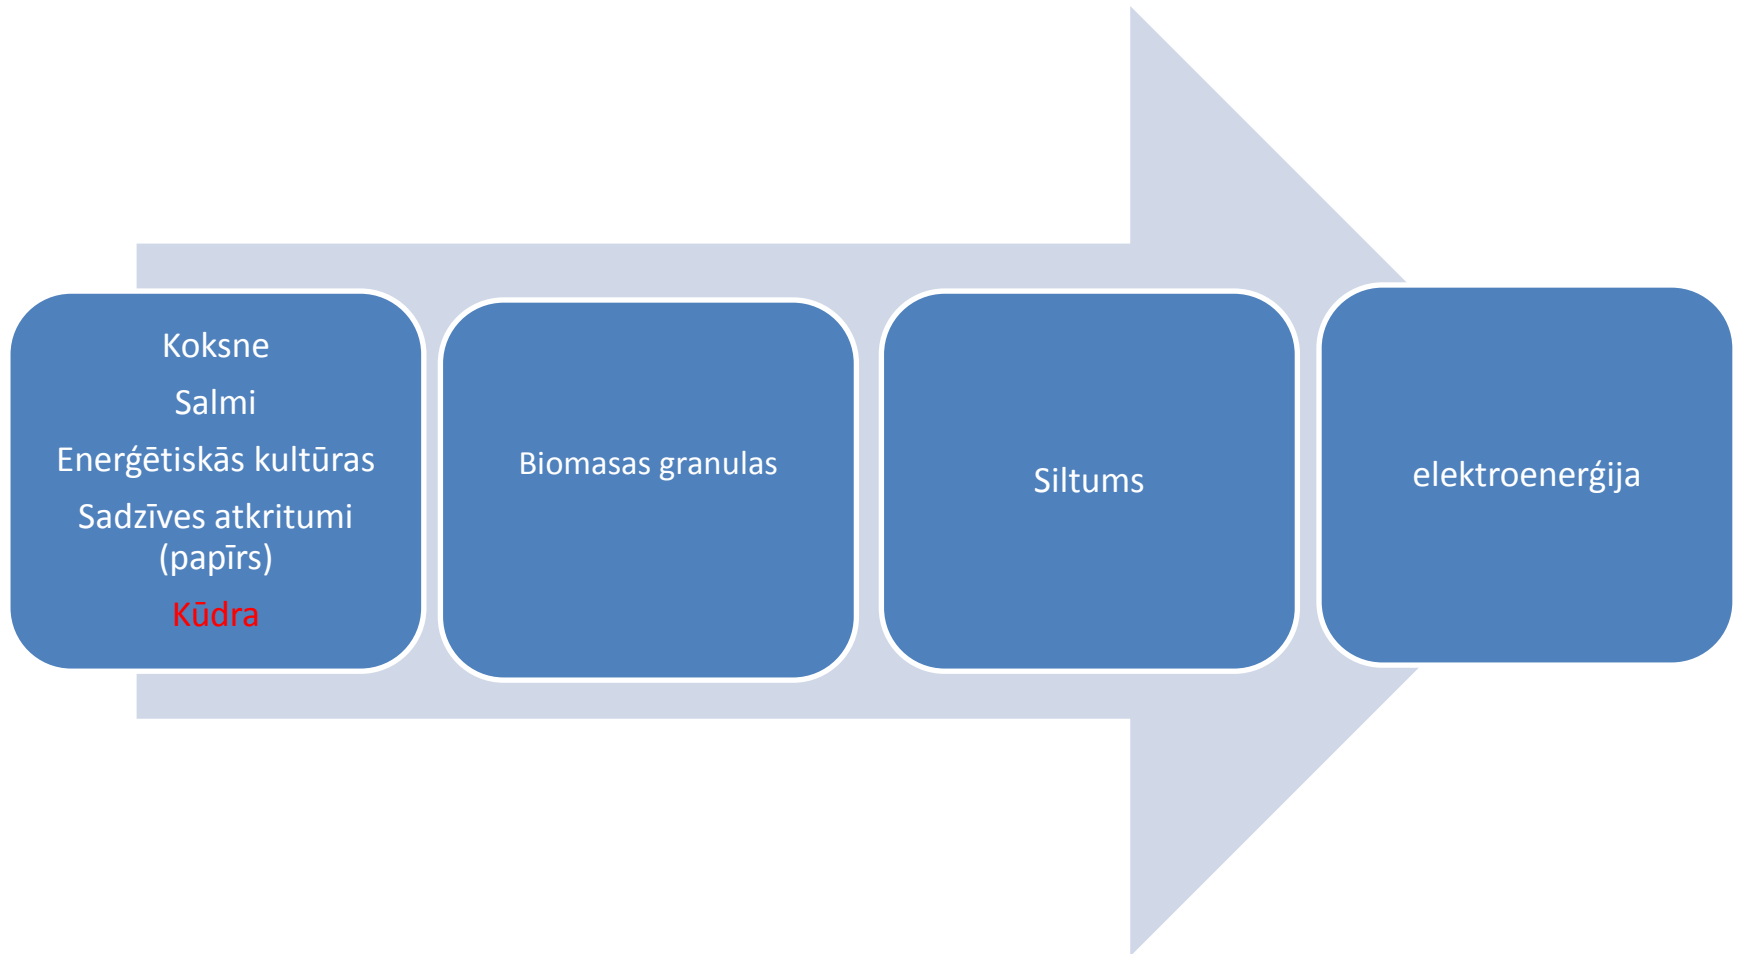 Koksne
Salmi
Enerģētiskās kultūras
Sadzīves atkritumi
(papīrs)
Kūdra
Biomasas granulas
Siltums
elektroenerģija